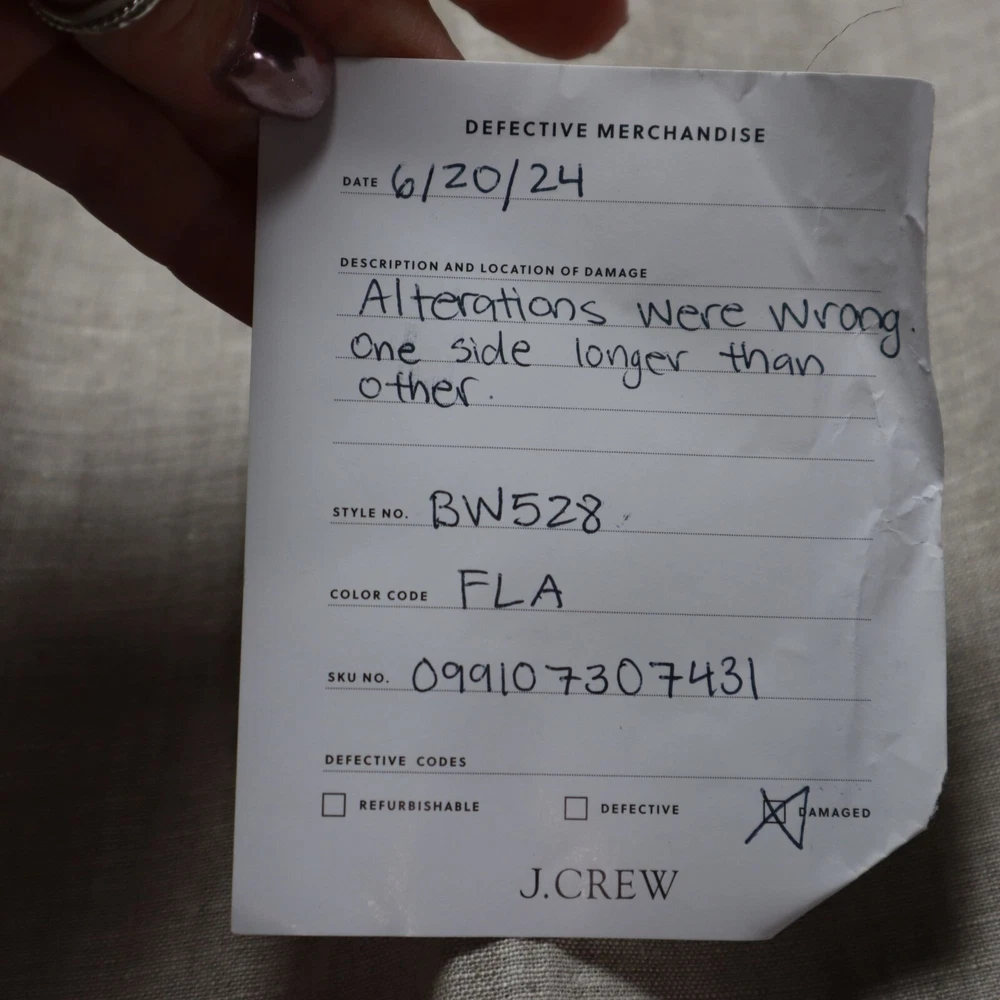 DEFECTIVE MERCHANDISE
DATE 6/20/24
DESCRIPTION AND LOCATION OF DAMAGE
Alterations were wrong.
One side longer than
other.
STYLE NO. BW528
COLOR CODE FLA
SKU NO. 099107307431
DEFECTIVE CODES
REFURBISHABLE DEFECTIVE DAMAGED
J.CREW